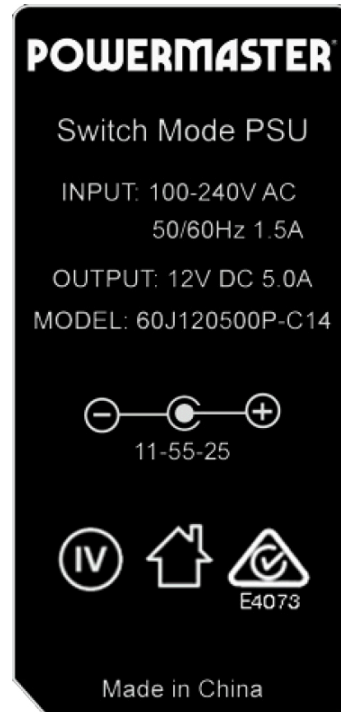 POWERMASTER
Switch Mode PSU
INPUT: 100-240V AC
50/60Hz 1.5A
OUTPUT: 12V DC 5.0A
MODEL: 60J120500P-C14
11-55-25
IV
E4073
Made in China